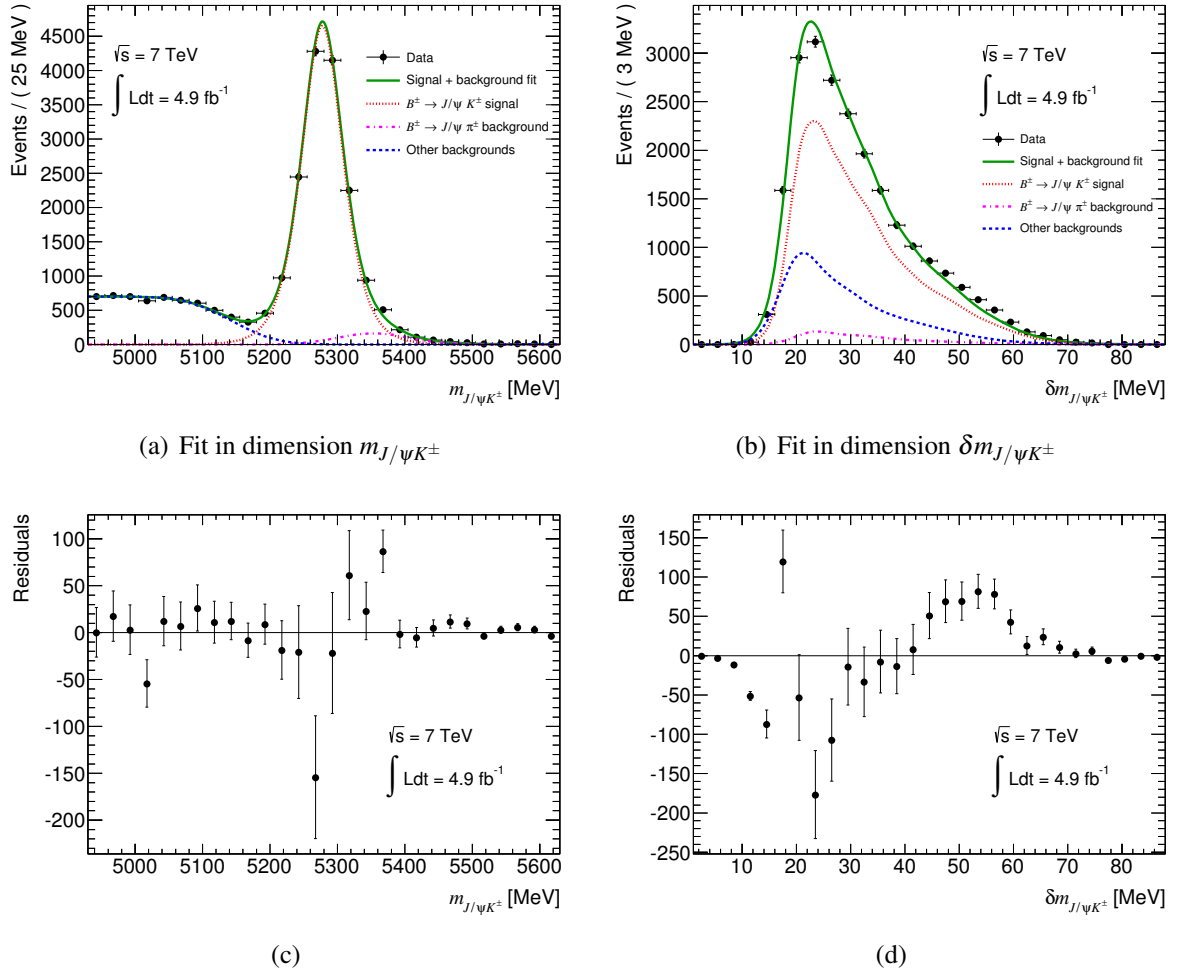 Events / ( 25 MeV )
4500
4000
3500
3000
2500
2000
1500
1000
500
0
√s = 7 TeV
∫ Ldt = 4.9 fb⁻¹
Data
Signal + background fit
B± → J/ψ K± signal
B± → J/ψ π± background
Other backgrounds
5000 5100 5200 5300 5400 5500 5600
m_{J/ψK±} [MeV]
(a) Fit in dimension m_{J/ψK±}
Events / ( 3 MeV )
3000
2500
2000
1500
1000
500
0
√s = 7 TeV
∫ Ldt = 4.9 fb⁻¹
Data
Signal + background fit
B± → J/ψ K± signal
B± → J/ψ π± background
Other backgrounds
10 20 30 40 50 60 70 80
δm_{J/ψK±} [MeV]
(b) Fit in dimension δm_{J/ψK±}
Residuals
100
50
0
-50
-100
-150
-200
√s = 7 TeV
∫ Ldt = 4.9 fb⁻¹
5000 5100 5200 5300 5400 5500 5600
m_{J/ψK±} [MeV]
(c)
Residuals
150
100
50
0
-50
-100
-150
-200
-250
√s = 7 TeV
∫ Ldt = 4.9 fb⁻¹
10 20 30 40 50 60 70 80
δm_{J/ψK±} [MeV]
(d)